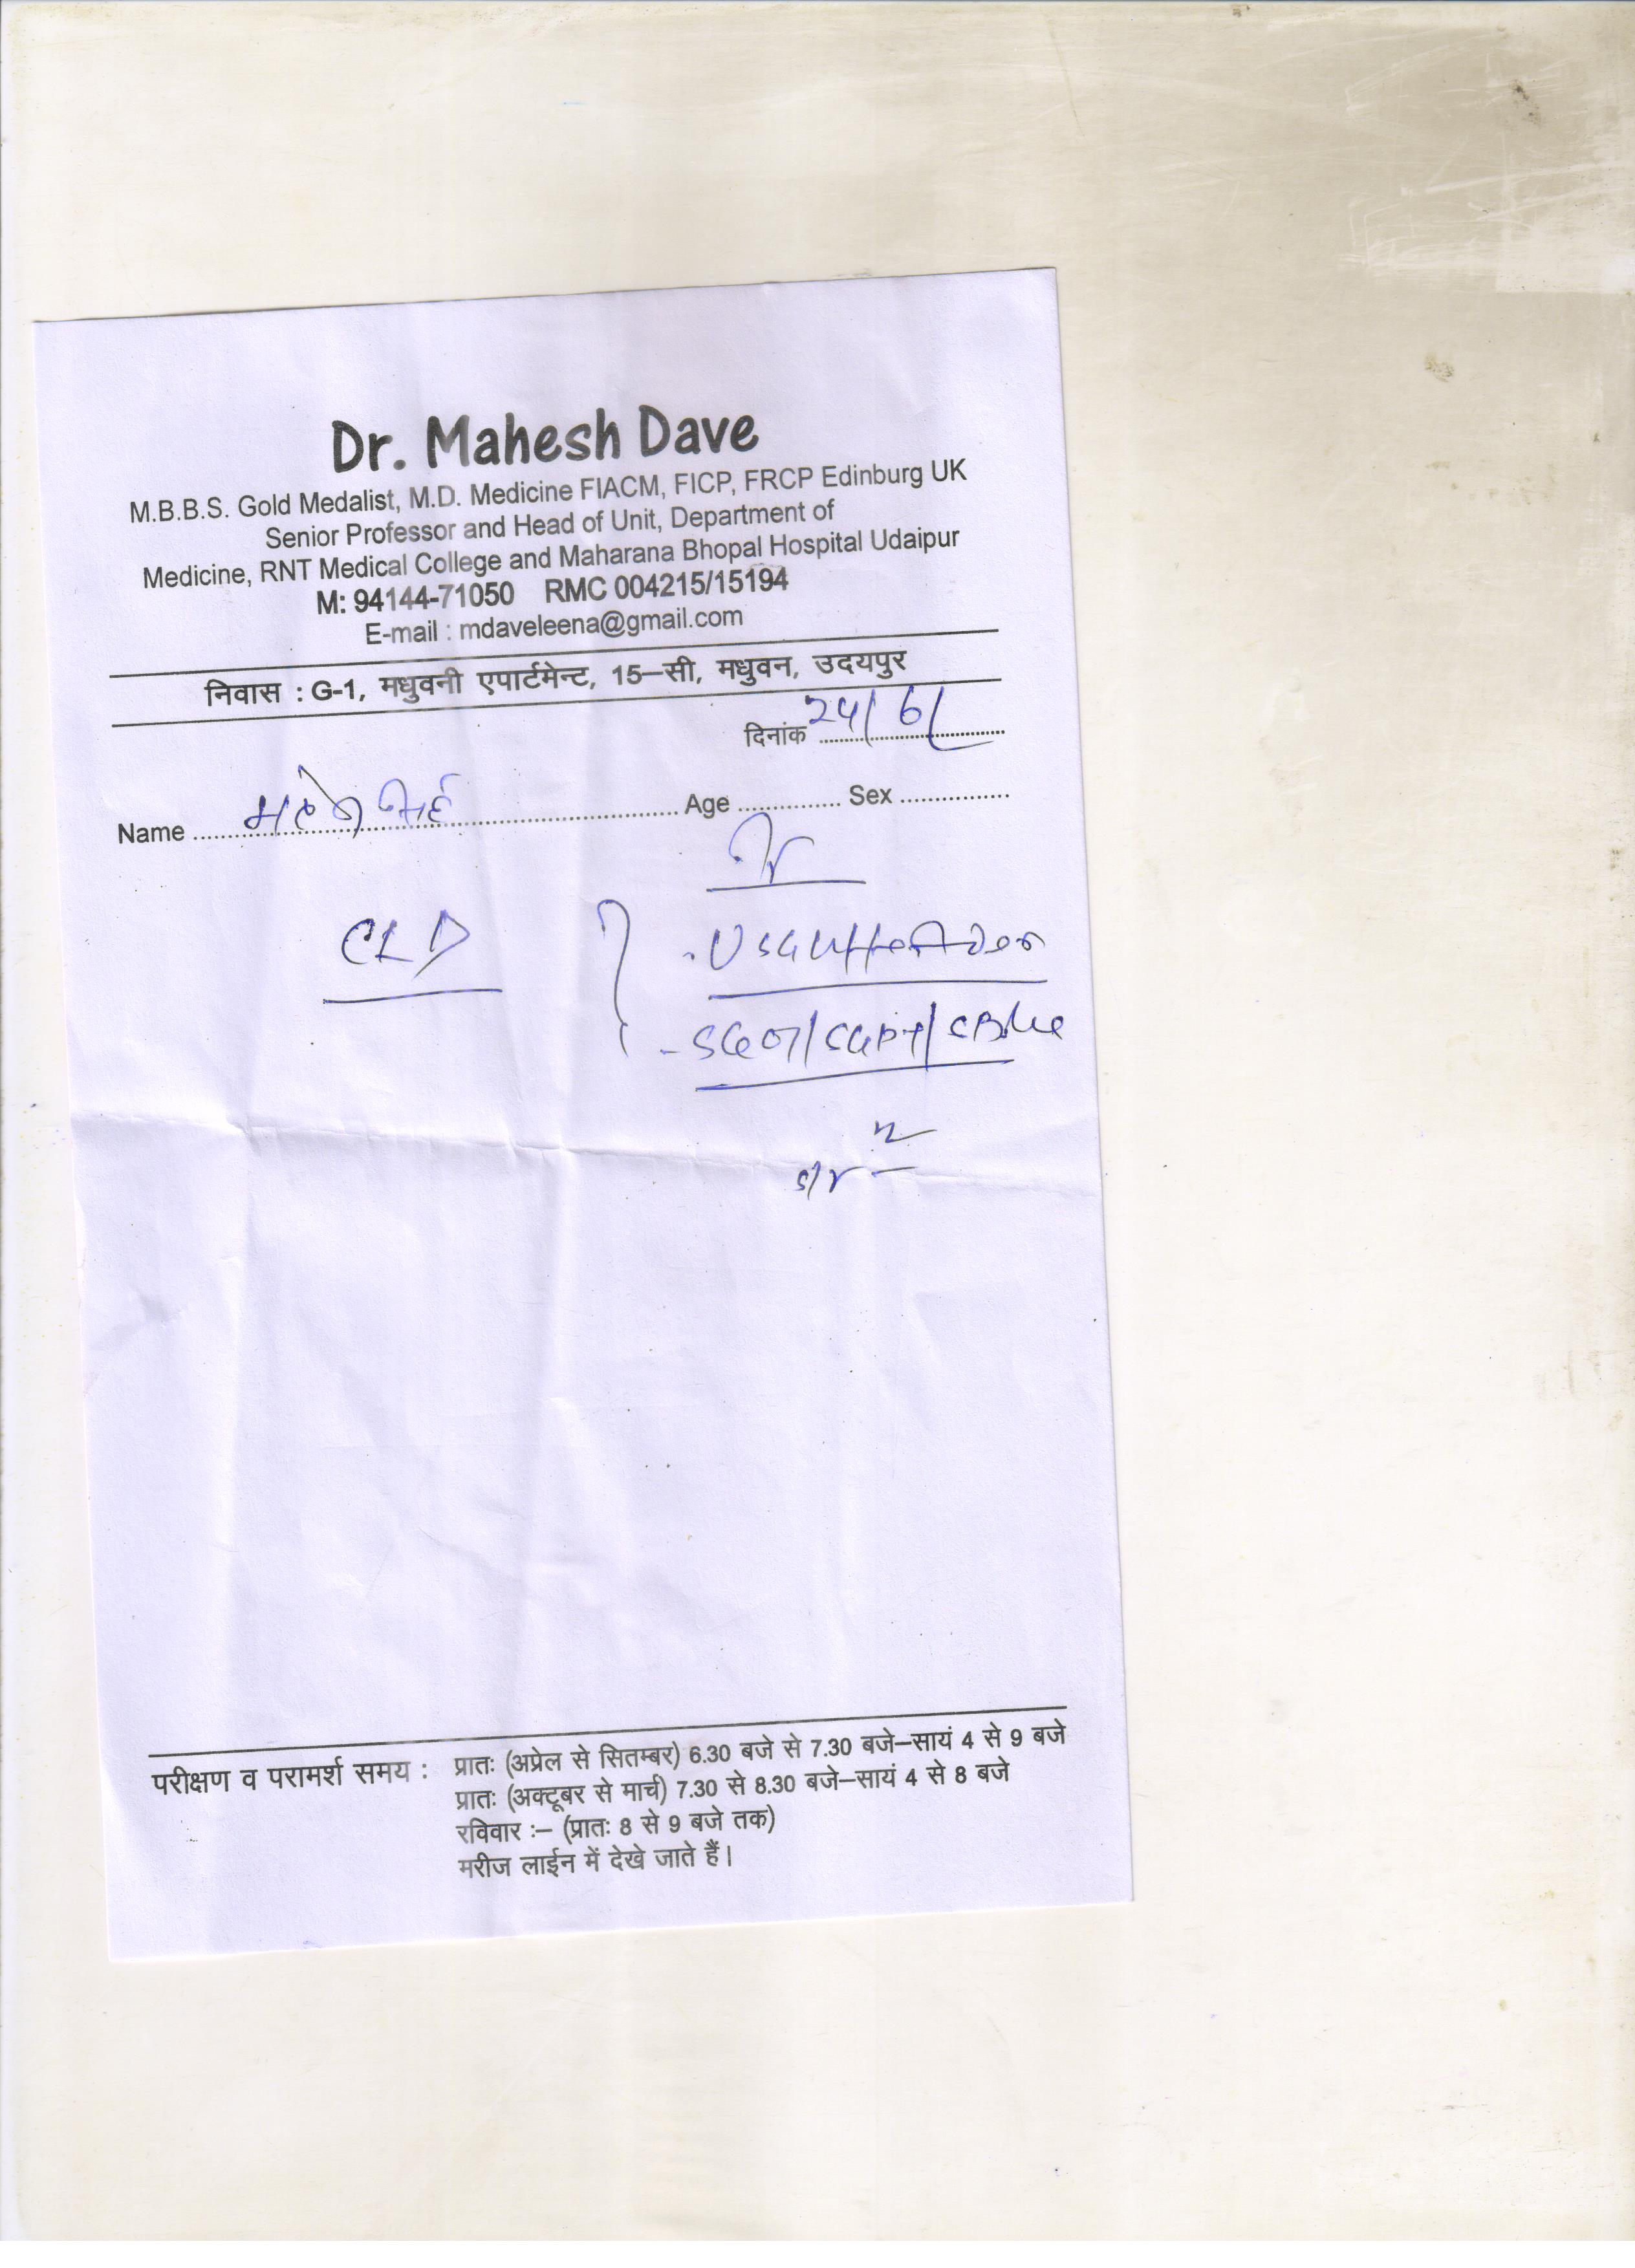 Dr. Mahesh Dave
M.B.B.S. Gold Medalist, M.D. Medicine FIACM, FICP, FRCP Edinburg UK
Senior Professor and Head of Unit, Department of
Medicine, RNT Medical College and Maharana Bhopal Hospital Udaipur
M: 94144-71050 RMC 004215/15194
E-mail : mdaveleena@gmail.com
निवास : G-1, मधुवनी एपार्टमेन्ट, 15–सी, मधुवन, उदयपुर
दिनांक 24/6/
Name Age Sex
CLD
USG
SGOT/SGPT/
परीक्षण व परामर्श समय : प्रातः (अप्रेल से सितम्बर) 6.30 बजे से 7.30 बजे–सायं 4 से 9 बजे
प्रातः (अक्टूबर से मार्च) 7.30 से 8.30 बजे–सायं 4 से 8 बजे
रविवार :– (प्रातः 8 से 9 बजे तक)
मरीज लाईन में देखे जाते हैं।